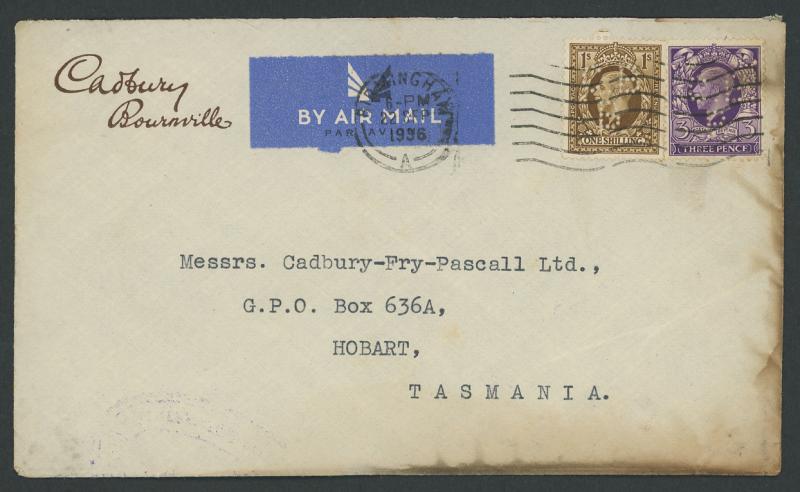 Cadbury
Bournville
BY AIR MAIL
PAR AVION
BIRMINGHAM
6-PM
AP
1936
A
1S 1S
ONE SHILLING
3 3
THREE PENCE
Messrs. Cadbury-Fry-Pascall Ltd.,
G.P.O. Box 636A,
HOBART,
TASMANIA.